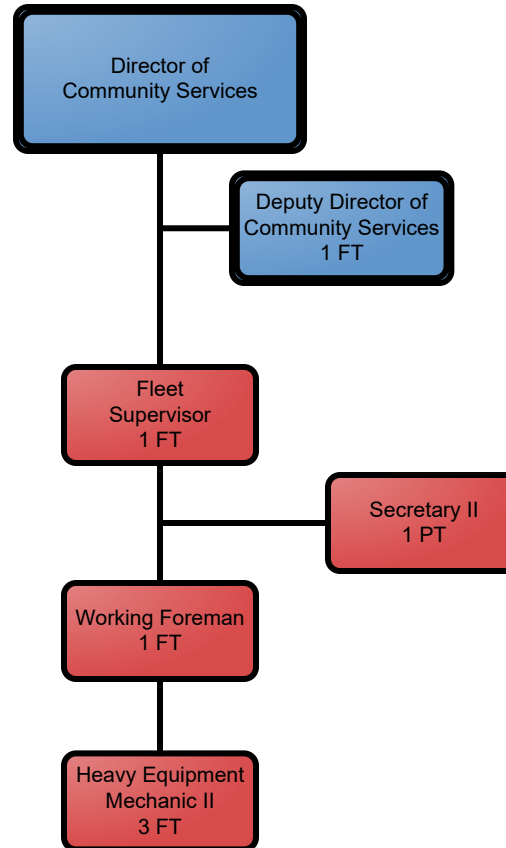 Director of
Community Services
Deputy Director of
Community Services
1 FT
Fleet
Supervisor
1 FT
Secretary II
1 PT
Working Foreman
1 FT
Heavy Equipment
Mechanic II
3 FT